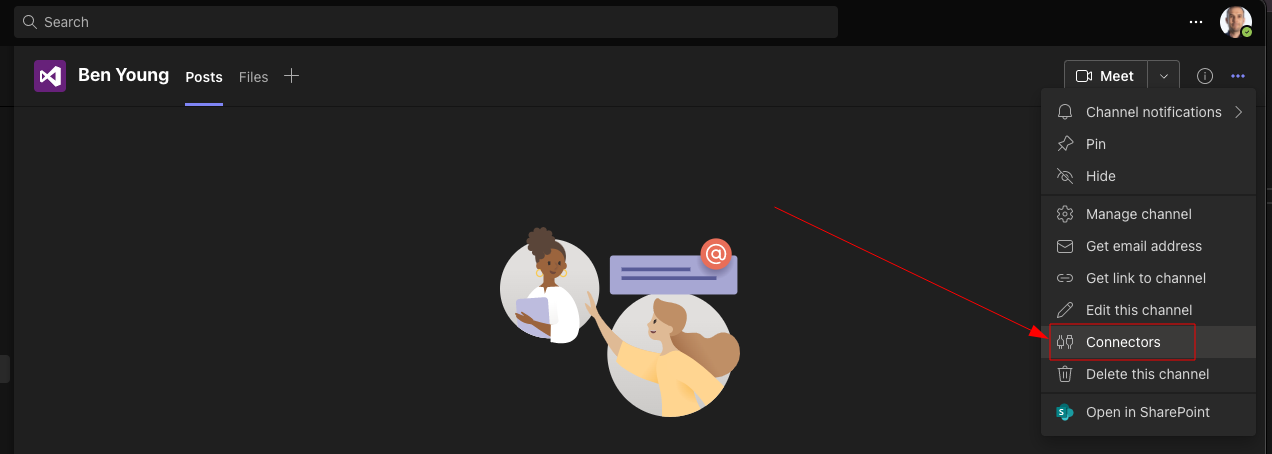 Search
Ben Young Posts Files
Meet
Channel notifications
Pin
Hide
Manage channel
Get email address
Get link to channel
Edit this channel
Connectors
Delete this channel
Open in SharePoint
@